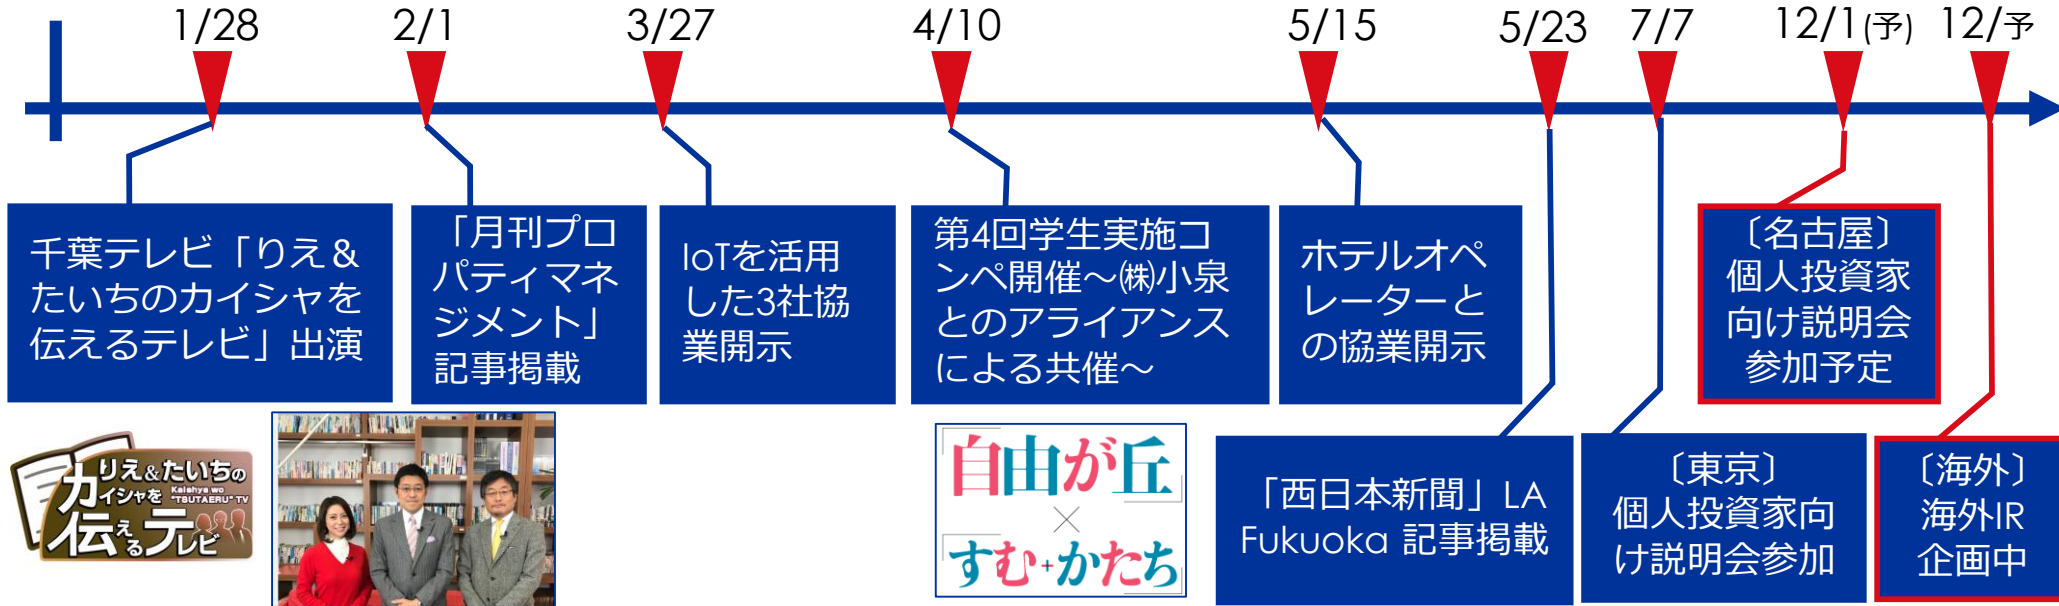 1/28
2/1
3/27
4/10
5/15
5/23
7/7
12/1(予)
12/予
千葉テレビ「りえ&
たいちのカイシャを
伝えるテレビ」出演
「月刊プロ
パティマネ
ジメント」
記事掲載
IoTを活用
した3社協
業開示
第4回学生実施コ
ンペ開催～㈱小泉
とのアライアンス
による共催～
ホテルオペ
レーターと
の協業開示
〔名古屋〕
個人投資家
向け説明会
参加予定
りえ&たいちの
カイシャを
Kaishya wo
"TSUTAERU" TV
伝えるテレビ
「自由が丘」
×
「すむ+かたち」
「西日本新聞」LA
Fukuoka 記事掲載
〔東京〕
個人投資家向
け説明会参加
〔海外〕
海外IR
企画中